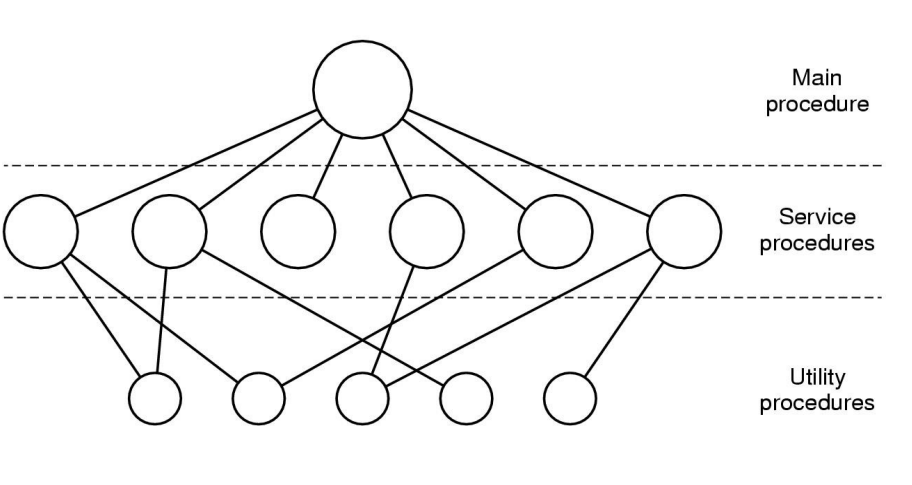 Main
procedure
Service
procedures
Utility
procedures